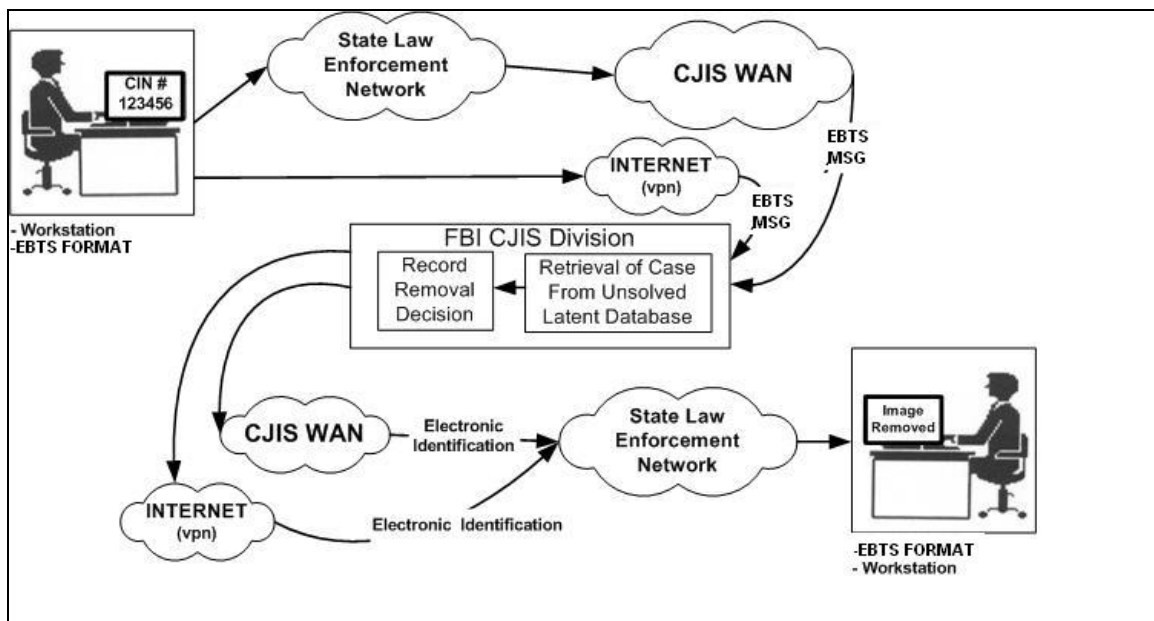 CIN #
123456
- Workstation
-EBTS FORMAT
State Law
Enforcement
Network
CJIS WAN
EBTS
MSG
INTERNET
(vpn)
EBTS
MSG
FBI CJIS Division
Record
Removal
Decision
Retrieval of Case
From Unsolved
Latent Database
CJIS WAN
Electronic
Identification
State Law
Enforcement
Network
Image
Removed
INTERNET
(vpn)
Electronic Identification
-EBTS FORMAT
- Workstation